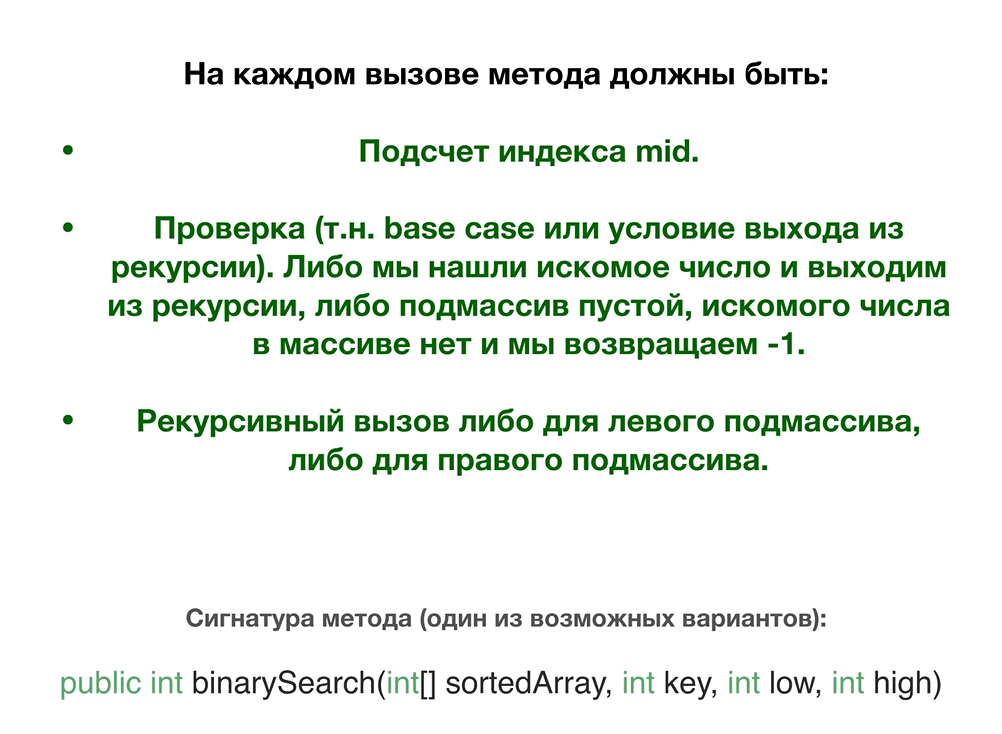 На каждом вызове метода должны быть:
• Подсчет индекса mid.
• Проверка (т.н. base case или условие выхода из
рекурсии). Либо мы нашли искомое число и выходим
из рекурсии, либо подмассив пустой, искомого числа
в массиве нет и мы возвращаем -1.
• Рекурсивный вызов либо для левого подмассива,
либо для правого подмассива.
Сигнатура метода (один из возможных вариантов):
public int binarySearch(int[] sortedArray, int key, int low, int high)